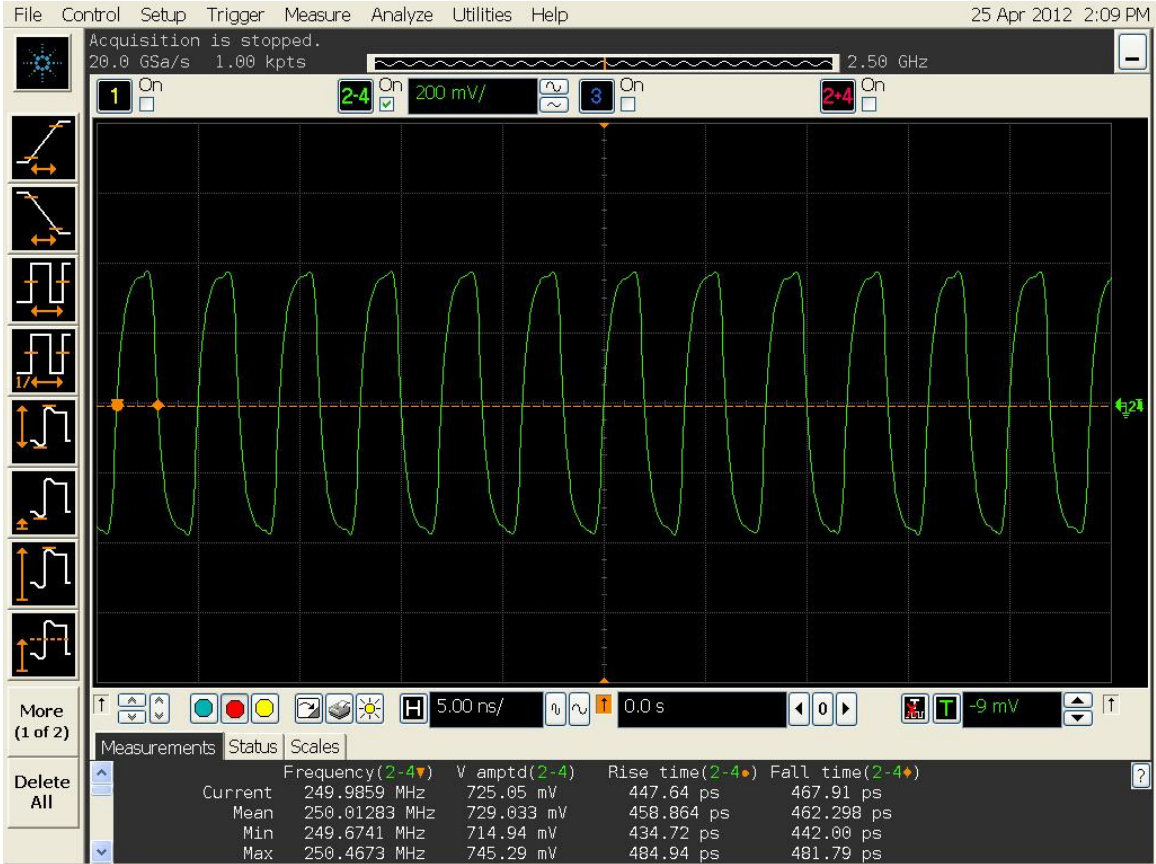 File Control Setup Trigger Measure Analyze Utilities Help 25 Apr 2012 2:09 PM
Acquisition is stopped.
20.0 GSa/s 1.00 kpts 2.50 GHz
1 On 2-4 On 200 mV/ 3 On 2+4 On
1/
More
(1 of 2)
Delete
All
H 5.00 ns/ 0.0 s 0 T -9 mV
Measurements Status Scales
Frequency(2-4) V amptd(2-4) Rise time(2-4) Fall time(2-4) ?
Current 249.9859 MHz 725.05 mV 447.64 ps 467.91 ps
Mean 250.01283 MHz 729.033 mV 458.864 ps 462.298 ps
Min 249.6741 MHz 714.94 mV 434.72 ps 442.00 ps
Max 250.4673 MHz 745.29 mV 484.94 ps 481.79 ps